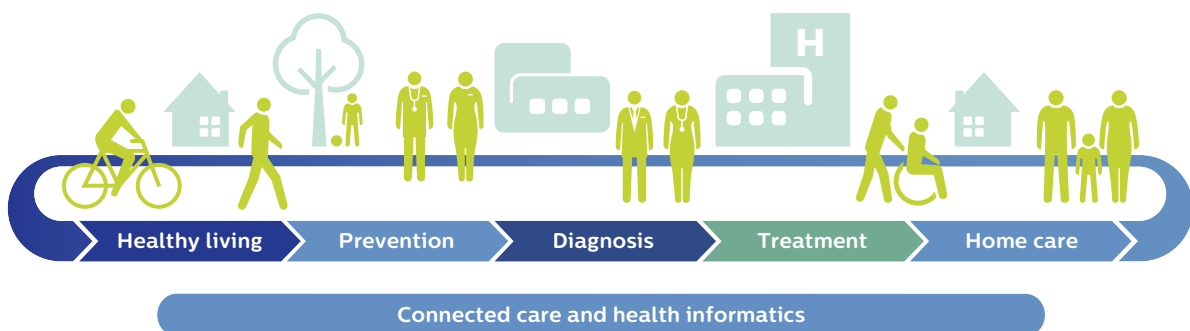 H
Healthy living
Prevention
Diagnosis
Treatment
Home care
Connected care and health informatics